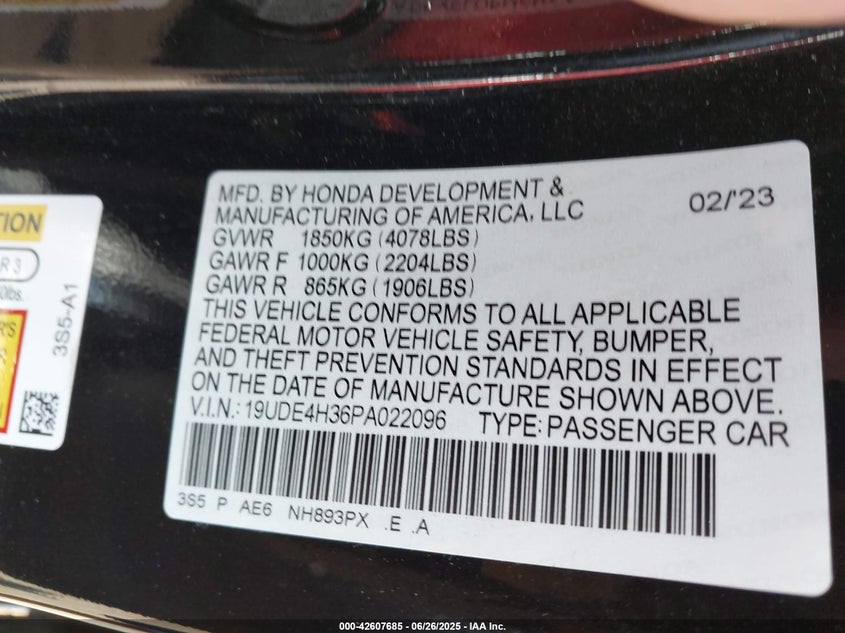 TION
R 3
0lbs.
3S5-A1
MFD. BY HONDA DEVELOPMENT &
MANUFACTURING OF AMERICA, LLC
02/'23
GVWR 1850KG (4078LBS)
GAWR F 1000KG (2204LBS)
GAWR R 865KG (1906LBS)
THIS VEHICLE CONFORMS TO ALL APPLICABLE
FEDERAL MOTOR VEHICLE SAFETY, BUMPER,
AND THEFT PREVENTION STANDARDS IN EFFECT
ON THE DATE OF MANUFACTURE SHOWN ABOVE.
V.I.N.: 19UDE4H36PA022096 TYPE: PASSENGER CAR
3S5 P AE6 NH893PX .E .A
000-42607685 | 06/26/2025 - IAA Inc.